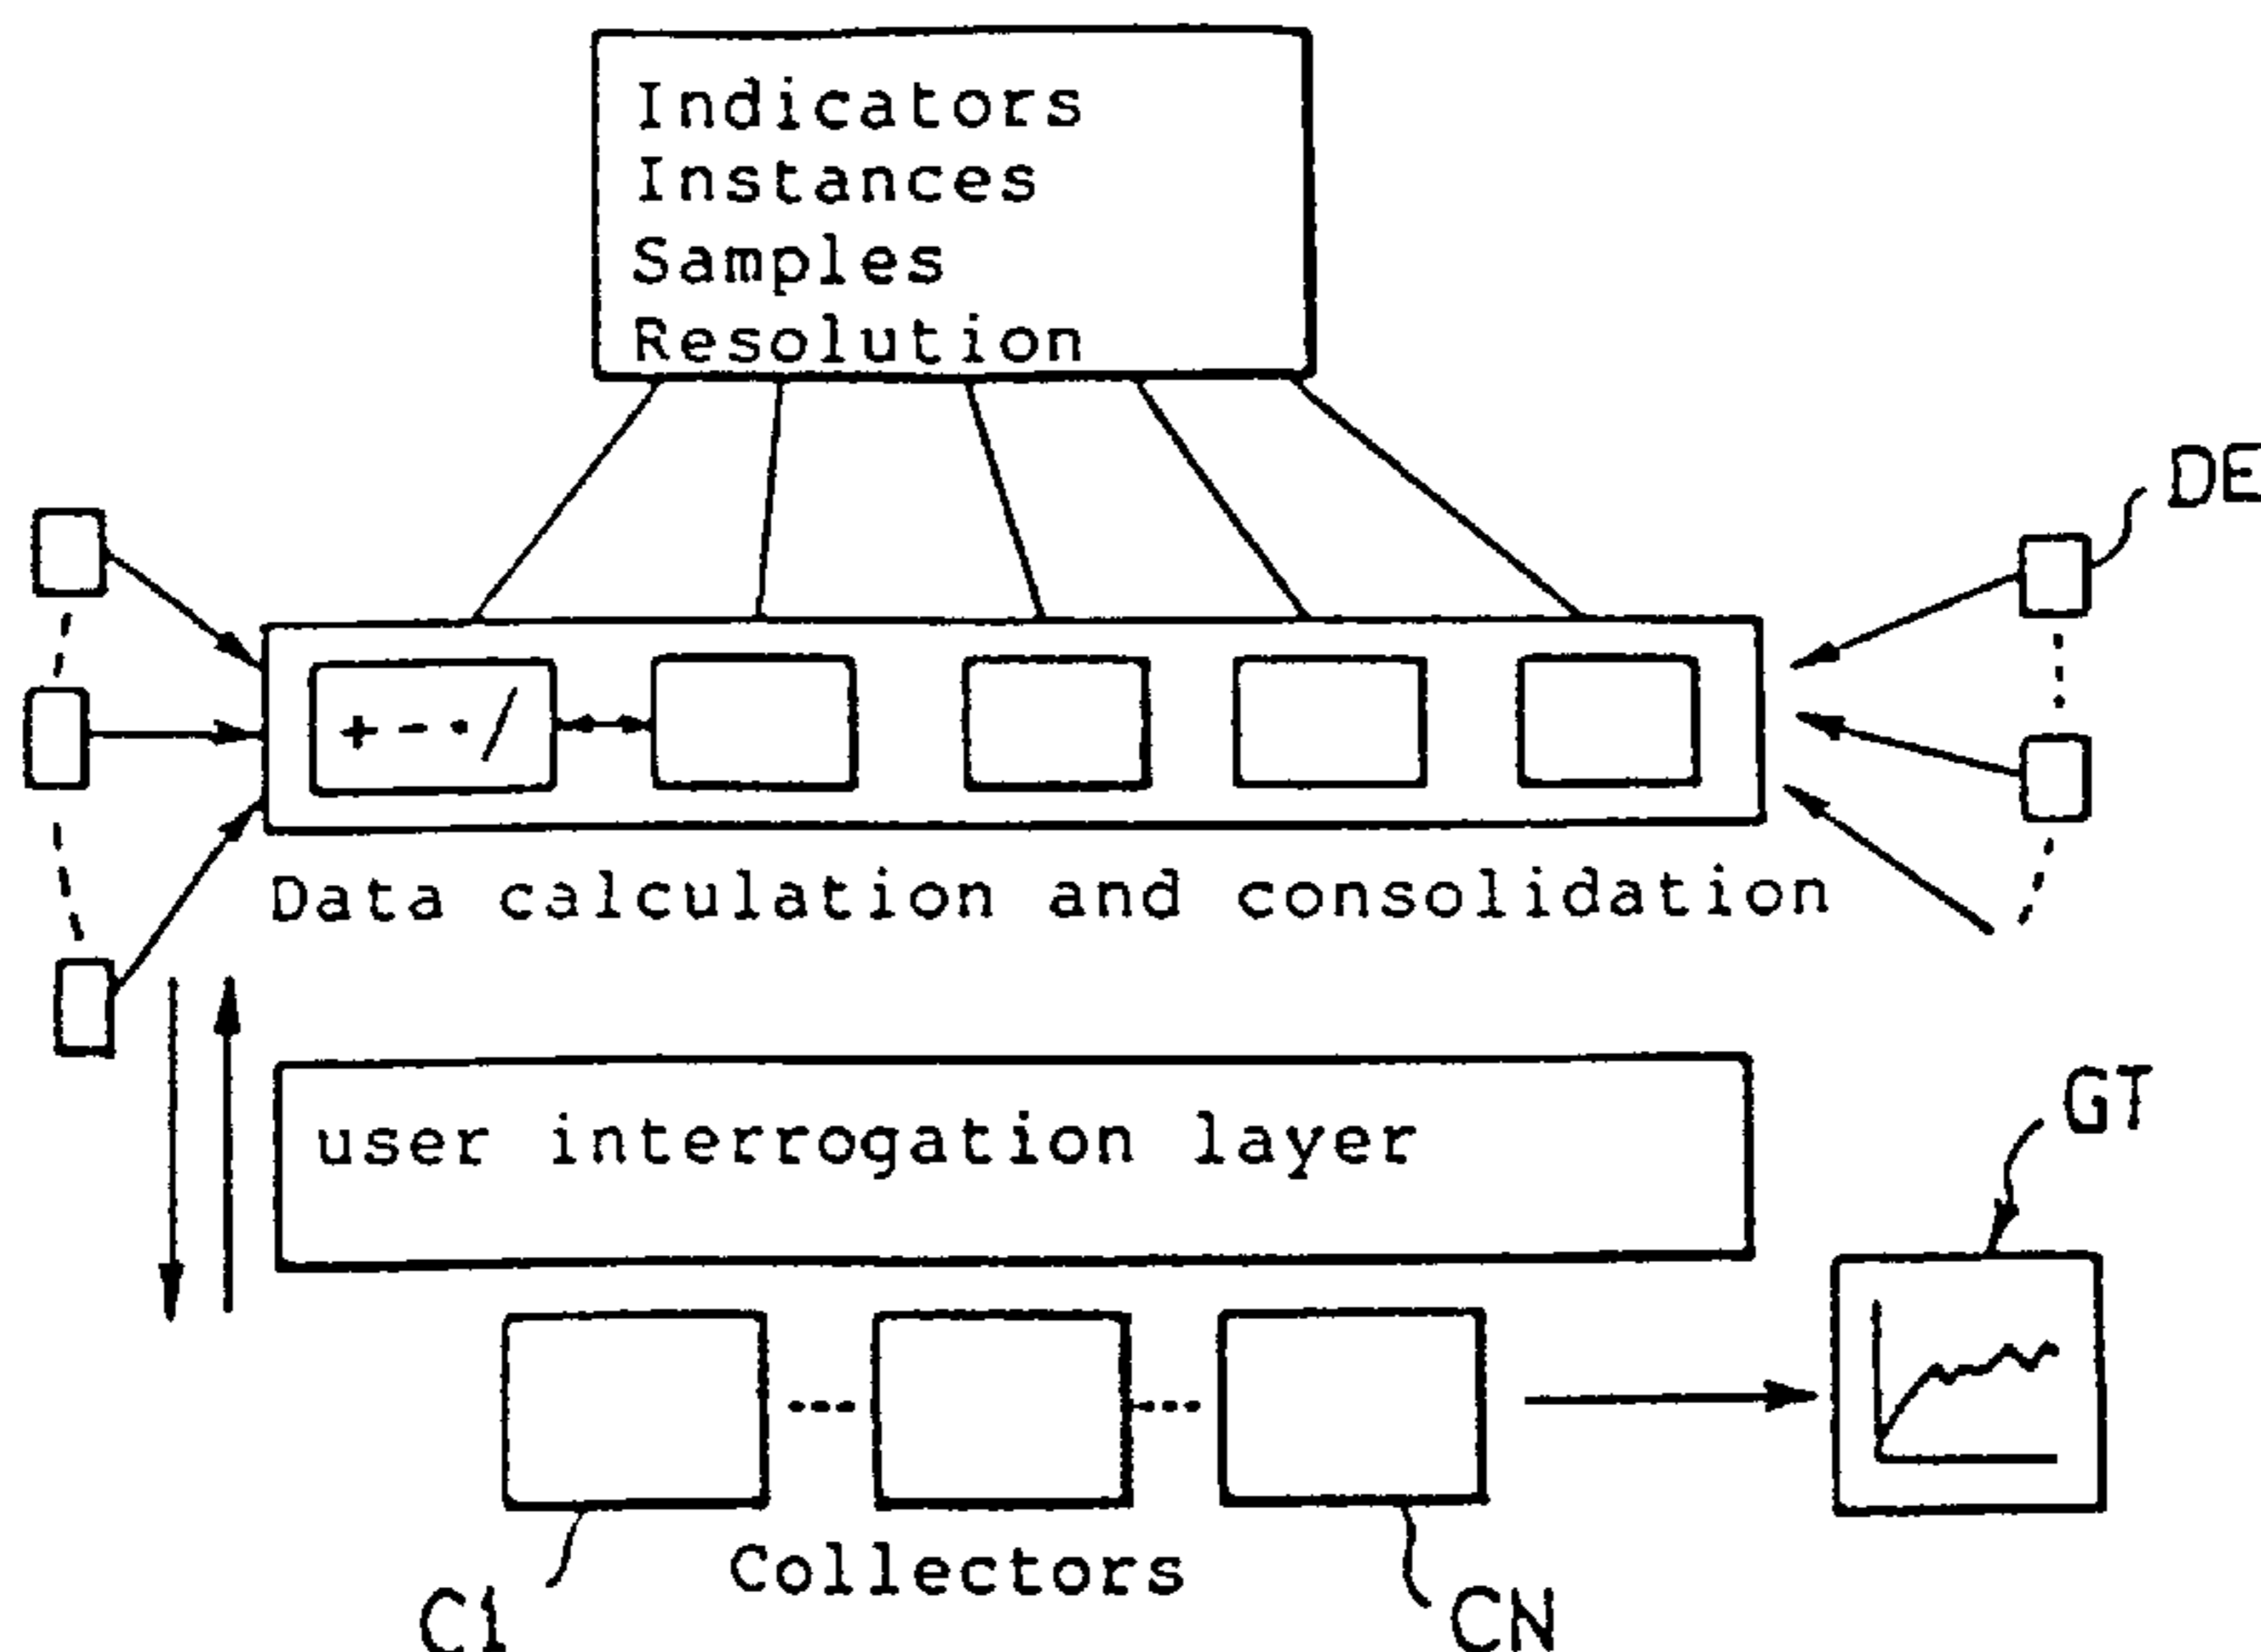 Indicators
Instances
Samples
Resolution
DE
+ - · /
Data calculation and consolidation
user interrogation layer
GT
Collectors
C1
CN